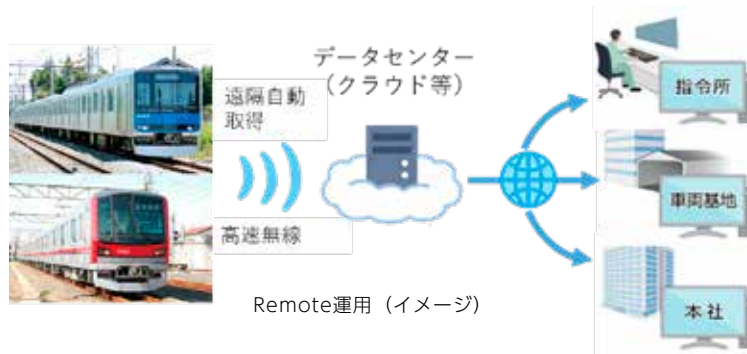 データセンター
（クラウド等）
遠隔自動
取得
高速無線
指令所
車両基地
本社
Remote運用（イメージ）